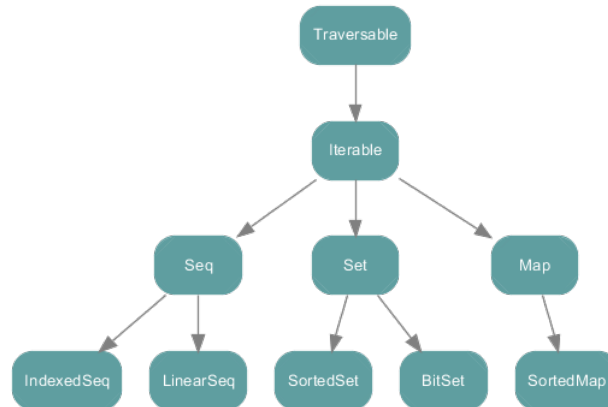 Traversable
Iterable
Seq
Set
Map
IndexedSeq
LinearSeq
SortedSet
BitSet
SortedMap